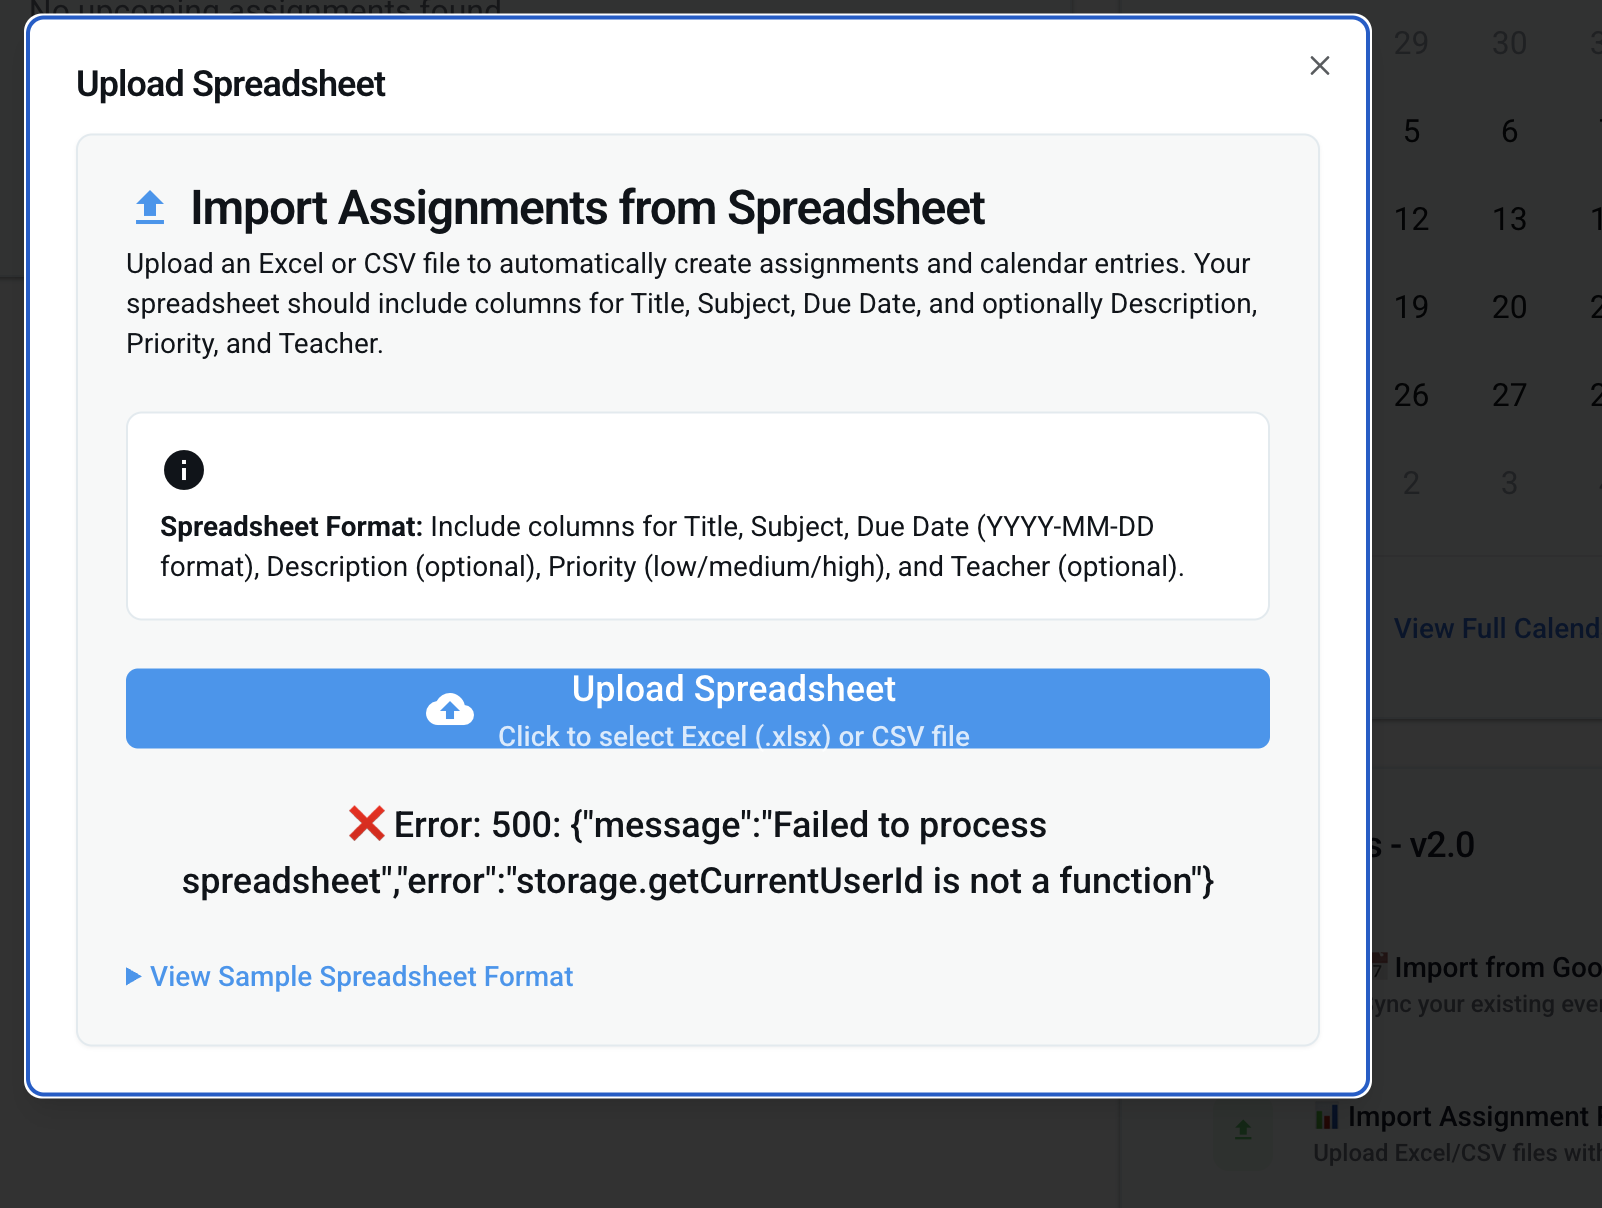 No upcoming assignments found
Upload Spreadsheet
Import Assignments from Spreadsheet
Upload an Excel or CSV file to automatically create assignments and calendar entries. Your
spreadsheet should include columns for Title, Subject, Due Date, and optionally Description,
Priority, and Teacher.
Spreadsheet Format: Include columns for Title, Subject, Due Date (YYYY-MM-DD
format), Description (optional), Priority (low/medium/high), and Teacher (optional).
Upload Spreadsheet
Click to select Excel (.xlsx) or CSV file
❌ Error: 500: {"message":"Failed to process
spreadsheet","error":"storage.getCurrentUserId is not a function"}
▶ View Sample Spreadsheet Format
29 30
5 6
12 13
19 20
26 27
2 3
View Full Calend
s - v2.0
Import from Goo
ync your existing eve
Import Assignment
Upload Excel/CSV files with